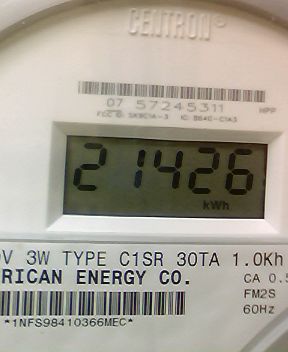 CENTRON®
07 57245311
HPP
21426
kWh
V 3W TYPE C1SR 30TA 1.0Kh
RICAN ENERGY CO.
CA 0.5
FM2S
60Hz
*1NFS98410366MEC*